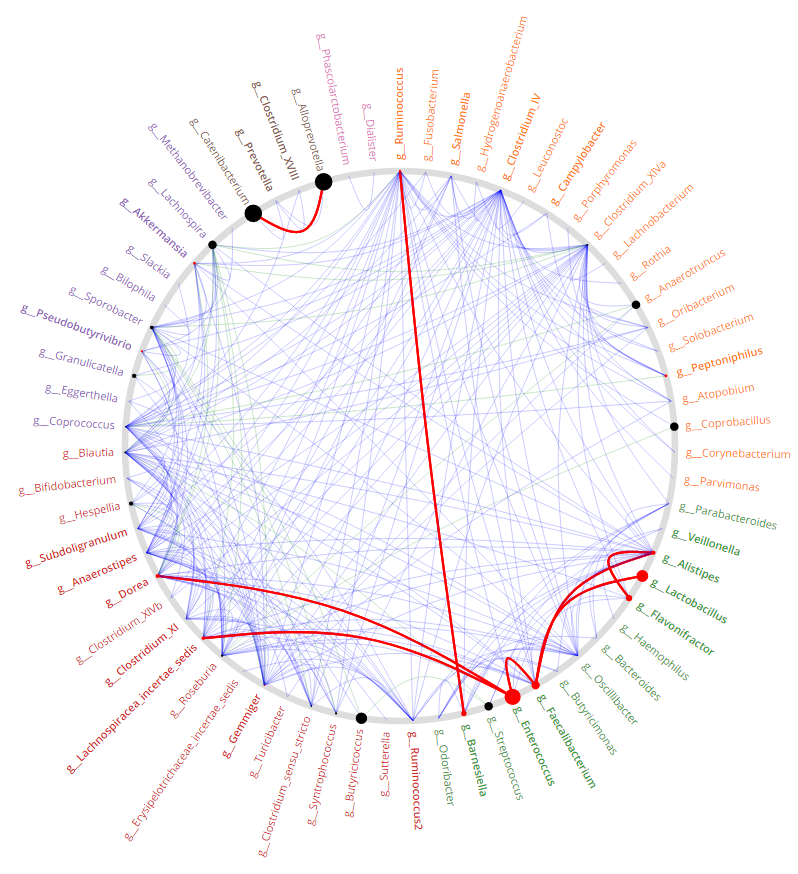 g__Ruminococcus
g__Fusobacterium
g__Salmonella
g__Hydrogenoanaerobacterium
g__Clostridium_IV
g__Leuconostoc
g__Campylobacter
g__Porphyromonas
g__Clostridium_XlVa
g__Lachnobacterium
g__Rothia
g__Anaerotruncus
g__Oribacterium
g__Solobacterium
g__Peptoniphilus
g__Atopobium
g__Coprobacillus
g__Corynebacterium
g__Parvimonas
g__Parabacteroides
g__Veillonella
g__Alistipes
g__Lactobacillus
g__Flavonifractor
g__Haemophilus
g__Bacteroides
g__Oscillibacter
g__Butyricimonas
g__Faecalibacterium
g__Enterococcus
g__Streptococcus
g__Barnesiella
g__Odoribacter
g__Ruminococcus2
g__Sutterella
g__Butyricicoccus
g__Syntrophococcus
g__Clostridium_sensu_stricto
g__Turicibacter
g__Gemmiger
g__Erysipelotrichaceae_incertae_sedis
g__Roseburia
g__Lachnospiracea_incertae_sedis
g__Clostridium_XI
g__Clostridium_XlVb
g__Dorea
g__Anaerostipes
g__Subdoligranulum
g__Hespellia
g__Bifidobacterium
g__Blautia
g__Coprococcus
g__Eggerthella
g__Granulicatella
g__Pseudobutyrivibrio
g__Sporobacter
g__Bilophila
g__Slackia
g__Akkermansia
g__Lachnospira
g__Methanobrevibacter
g__Catenibacterium
g__Prevotella
g__Clostridium_XVIII
g__Alloprevotella
g__Phascolarctobacterium
g__Dialister